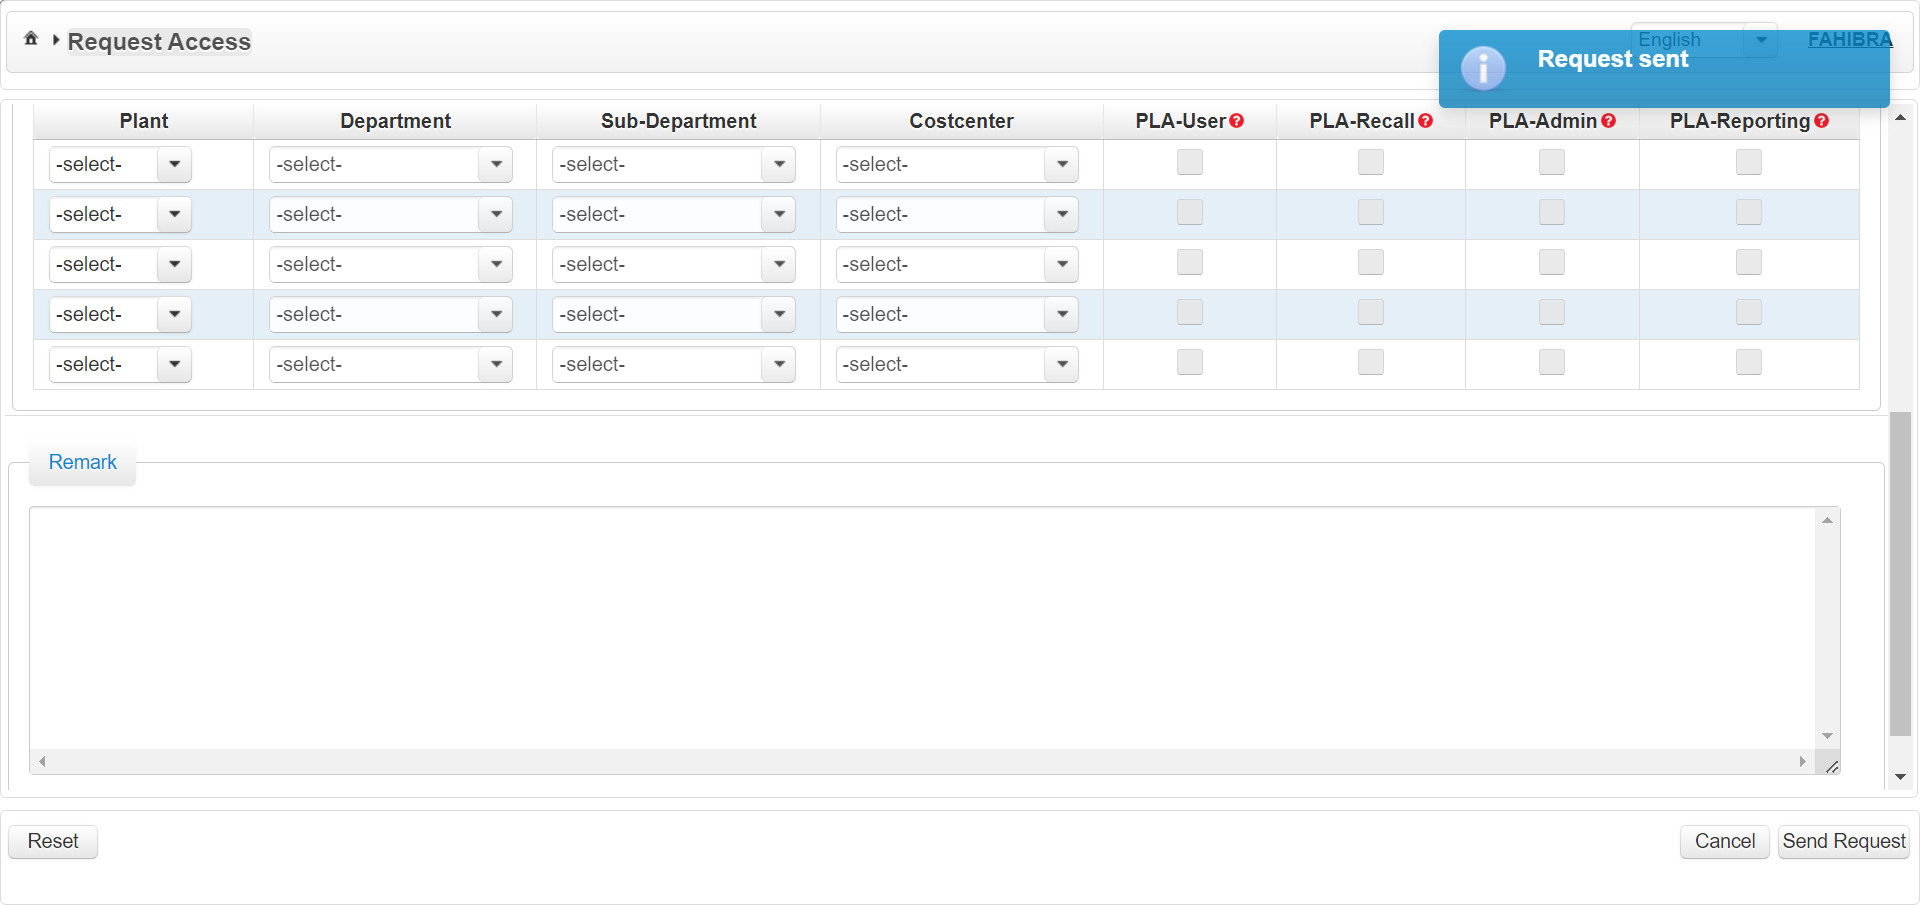 Request Access
English
FAHIBRA
Request sent
Plant Department Sub-Department Costcenter PLA-User PLA-Recall PLA-Admin PLA-Reporting
-select- -select- -select- -select-
-select- -select- -select- -select-
-select- -select- -select- -select-
-select- -select- -select- -select-
-select- -select- -select- -select-
Remark
Reset Cancel Send Request